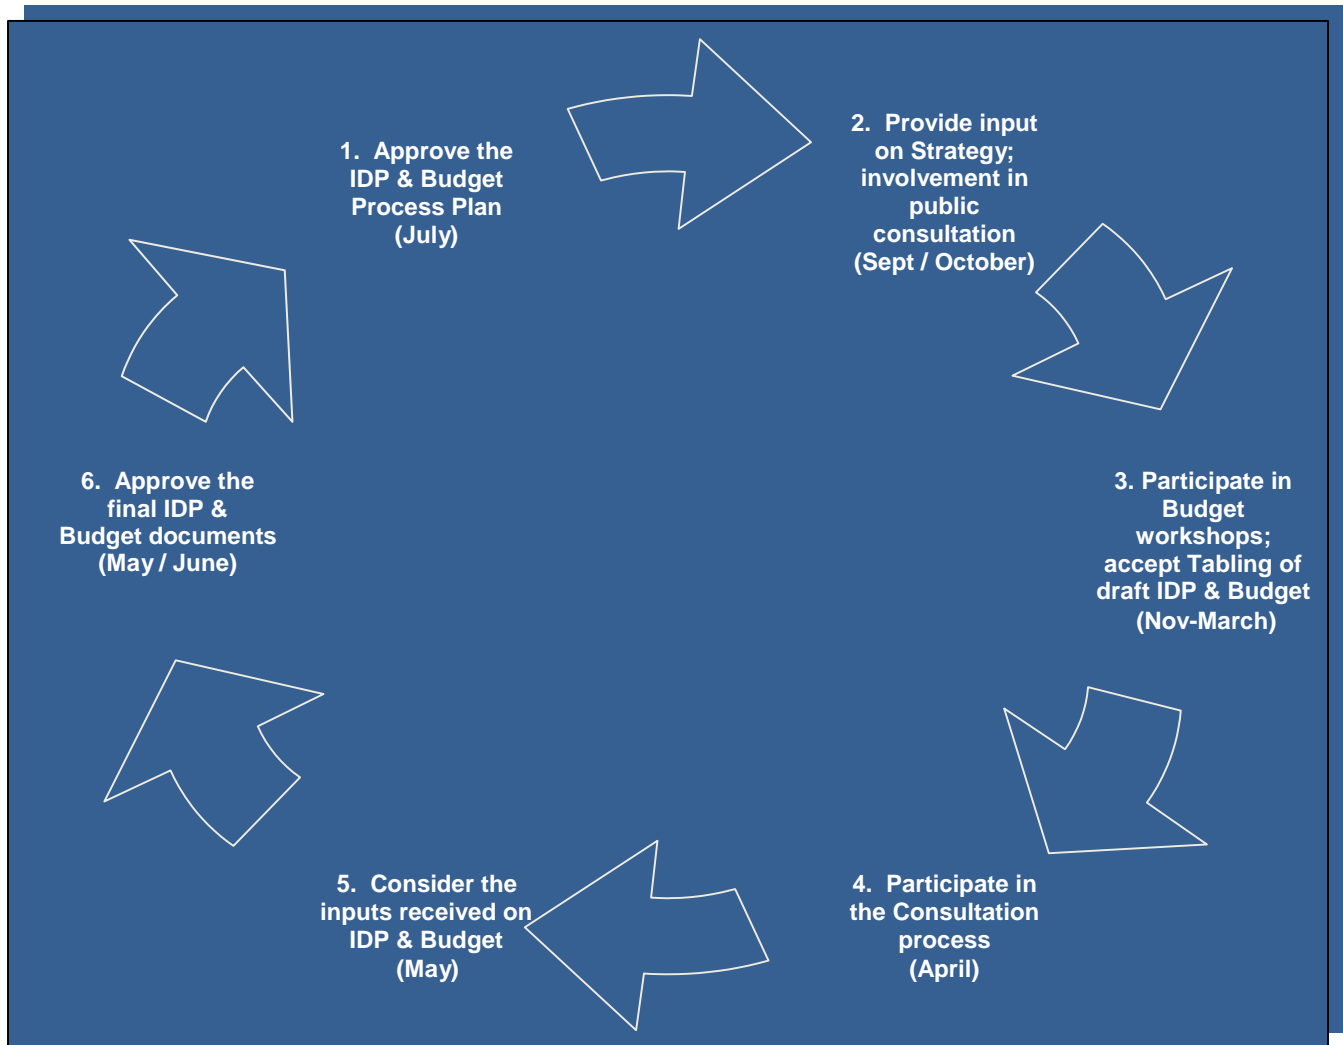 1. Approve the
IDP & Budget
Process Plan
(July)
2. Provide input
on Strategy;
involvement in
public
consultation
(Sept / October)
3. Participate in
Budget
workshops;
accept Tabling of
draft IDP & Budget
(Nov-March)
4. Participate in
the Consultation
process
(April)
5. Consider the
inputs received on
IDP & Budget
(May)
6. Approve the
final IDP &
Budget documents
(May / June)